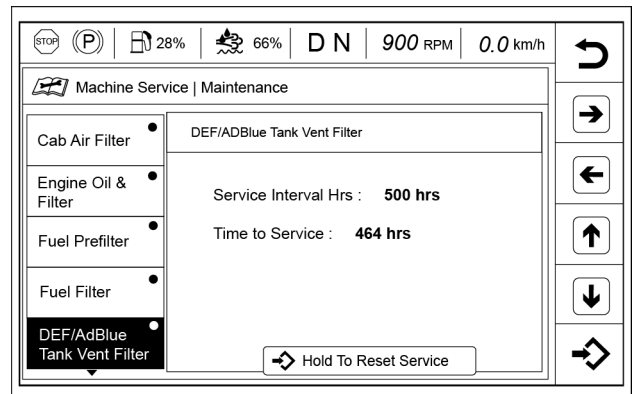 STOP P 28% 66% D N 900 RPM 0.0 km/h
Machine Service | Maintenance
Cab Air Filter
Engine Oil &
Filter
Fuel Prefilter
Fuel Filter
DEF/AdBlue
Tank Vent Filter
DEF/ADBlue Tank Vent Filter
Service Interval Hrs : 500 hrs
Time to Service : 464 hrs
Hold To Reset Service